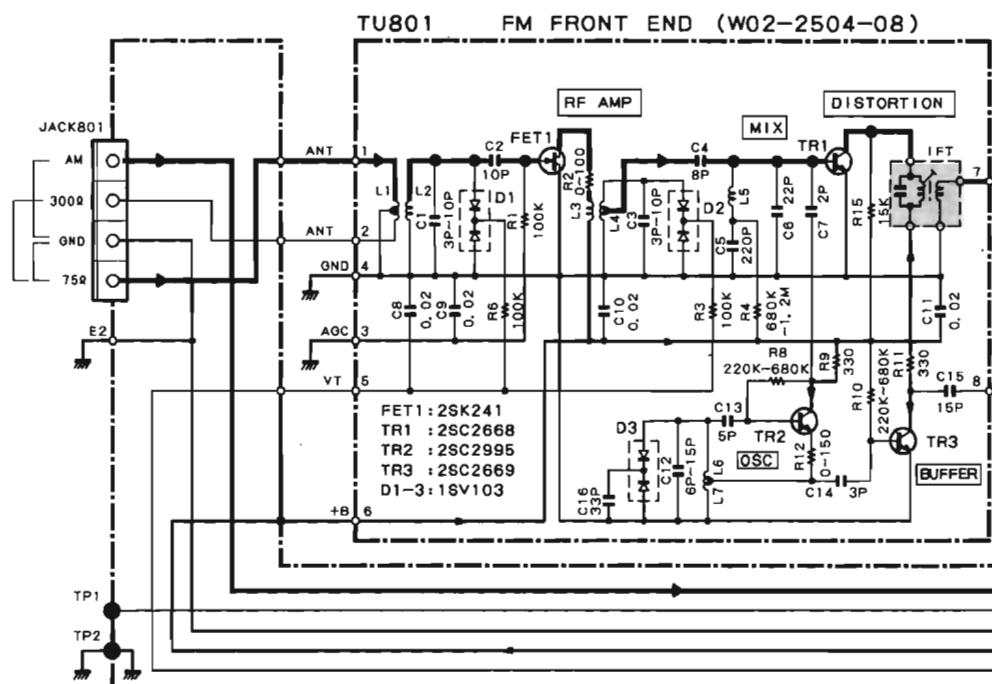 TU801 FM FRONT END (W02-2504-08)
JACK801
AM
300Ω
GND
75Ω
E2
TP1
TP2
ANT 1
ANT 2
GND 4
AGC 3
VT 5
+B 6
RF AMP
MIX
DISTORTION
OSC
BUFFER
L1
L2
C1
3P-10P
D1
C2
10P
R1
100K
FET1
R2
0-100
L3
L4
C3
3P-10P
D2
C4
8P
L5
C5
220P
C6
22P
C7
2P
TR1
R15
15K
IFT
7
C8
0.02
C9
0.02
R6
100K
C10
0.02
R3
100K
R4
680K
-1.2M
C11
0.02
R8
220K~680K
R9
330
R10
220K~680K
R11
330
C15
15P
8
C13
5P
TR2
R12
0-150
C14
3P
TR3
D3
C16
33P
C12
6P-15P
L6
L7
FET1:2SK241
TR1 :2SC2668
TR2 :2SC2995
TR3 :2SC2669
D1-3:1SV103